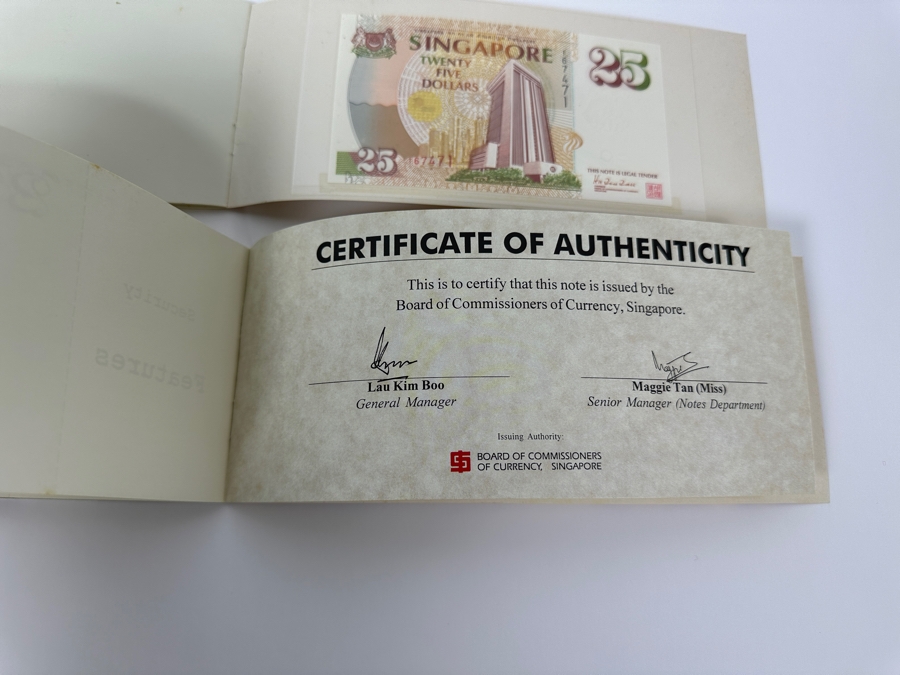 SINGAPORE
TWENTY
FIVE
DOLLARS
25
25
THIS NOTE IS LEGAL TENDER
CERTIFICATE OF AUTHENTICITY
This is to certify that this note is issued by the
Board of Commissioners of Currency, Singapore.
Lau Kim Boo
General Manager
Maggie Tan (Miss)
Senior Manager (Notes Department)
Issuing Authority:
BOARD OF COMMISSIONERS
OF CURRENCY, SINGAPORE
Security
Features